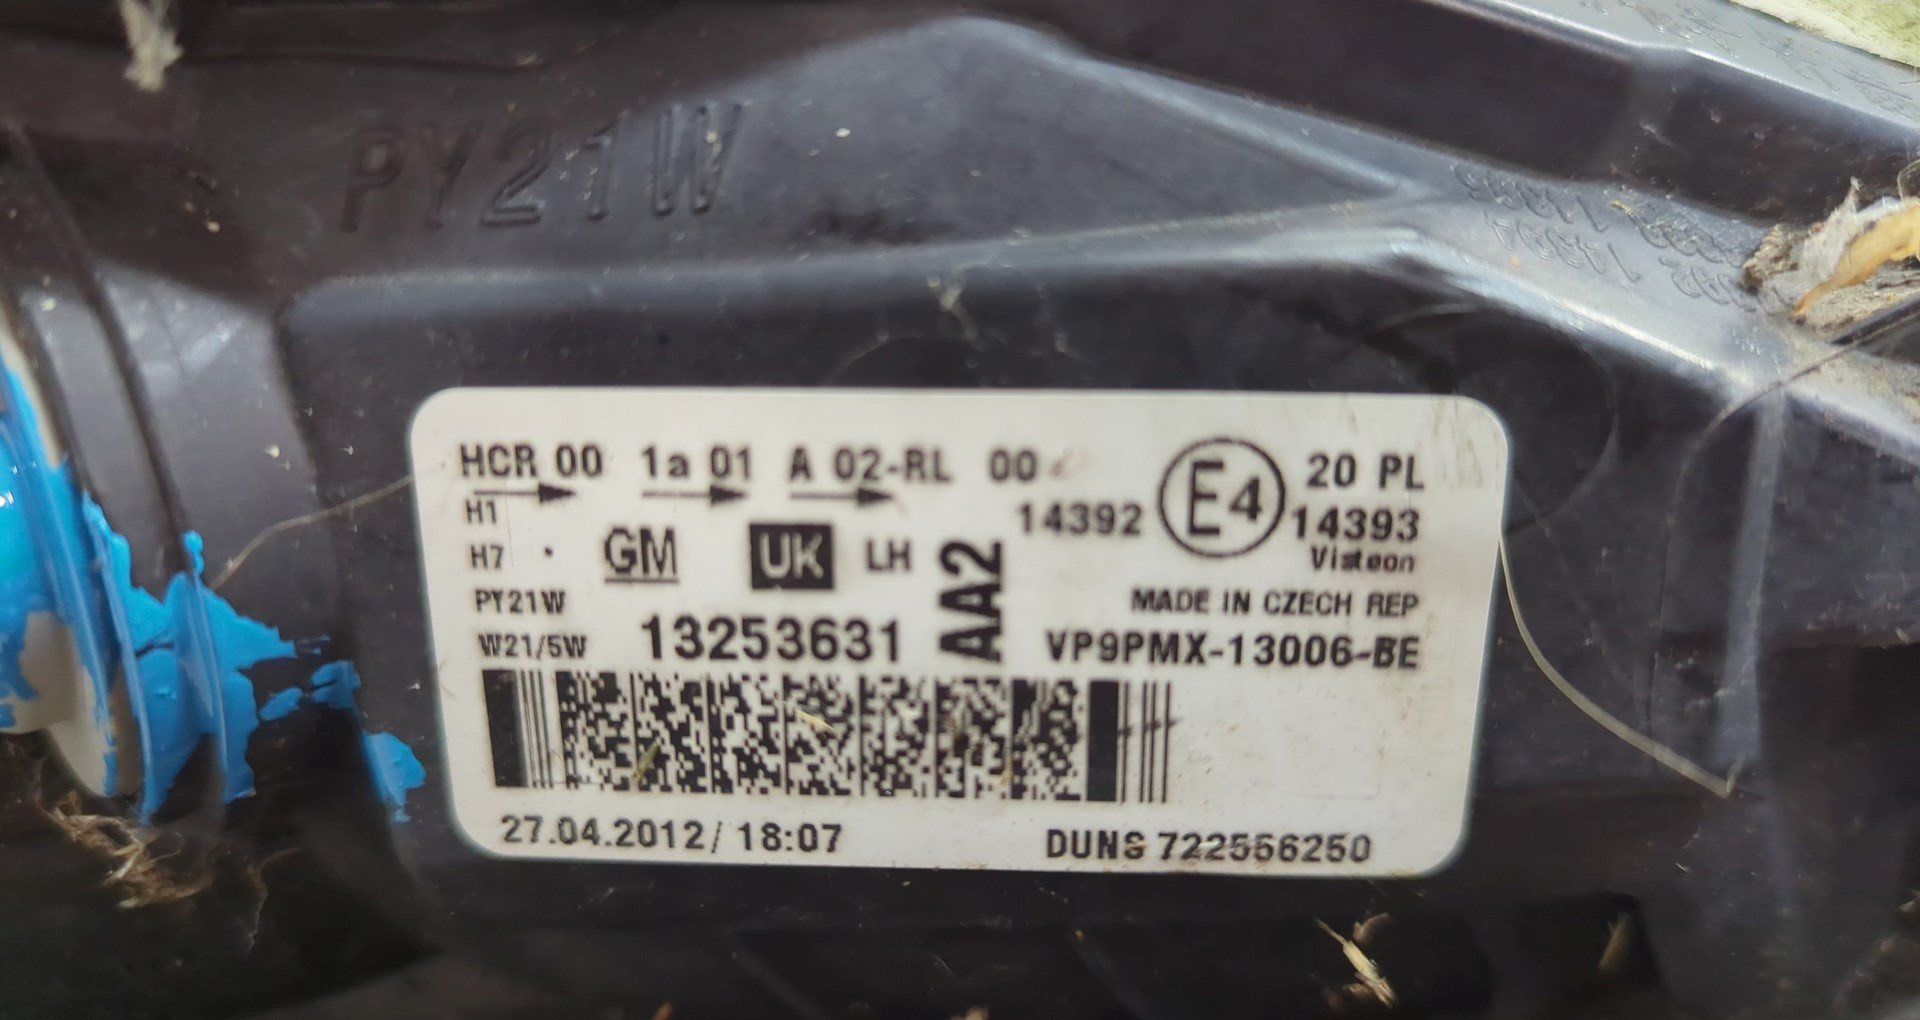 PY21W
HCR 00 1a 01 A 02-RL 00 E4 20 PL
H1 14392 14393
H7 GM UK LH AA2 Visteon
PY21W MADE IN CZECH REP
W21/5W 13253631 VP9PMX-13006-BE
27.04.2012/ 18:07 DUNS 722556250